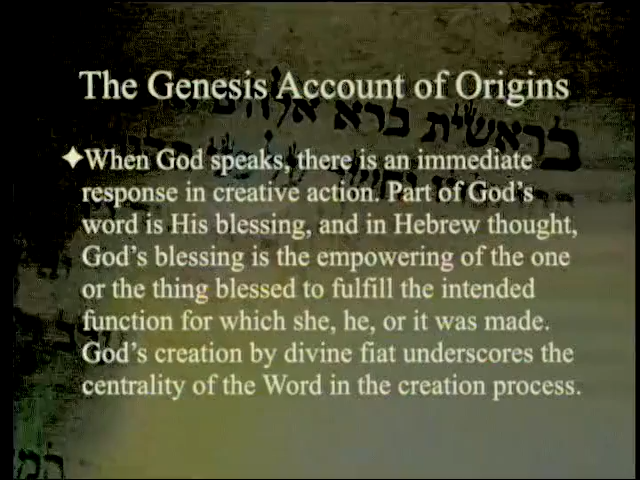 The Genesis Account of Origins
בראשית ברא אלהים
✦When God speaks, there is an immediate
response in creative action. Part of God's
word is His blessing, and in Hebrew thought,
God's blessing is the empowering of the one
or the thing blessed to fulfill the intended
function for which she, he, or it was made.
God's creation by divine fiat underscores the
centrality of the Word in the creation process.